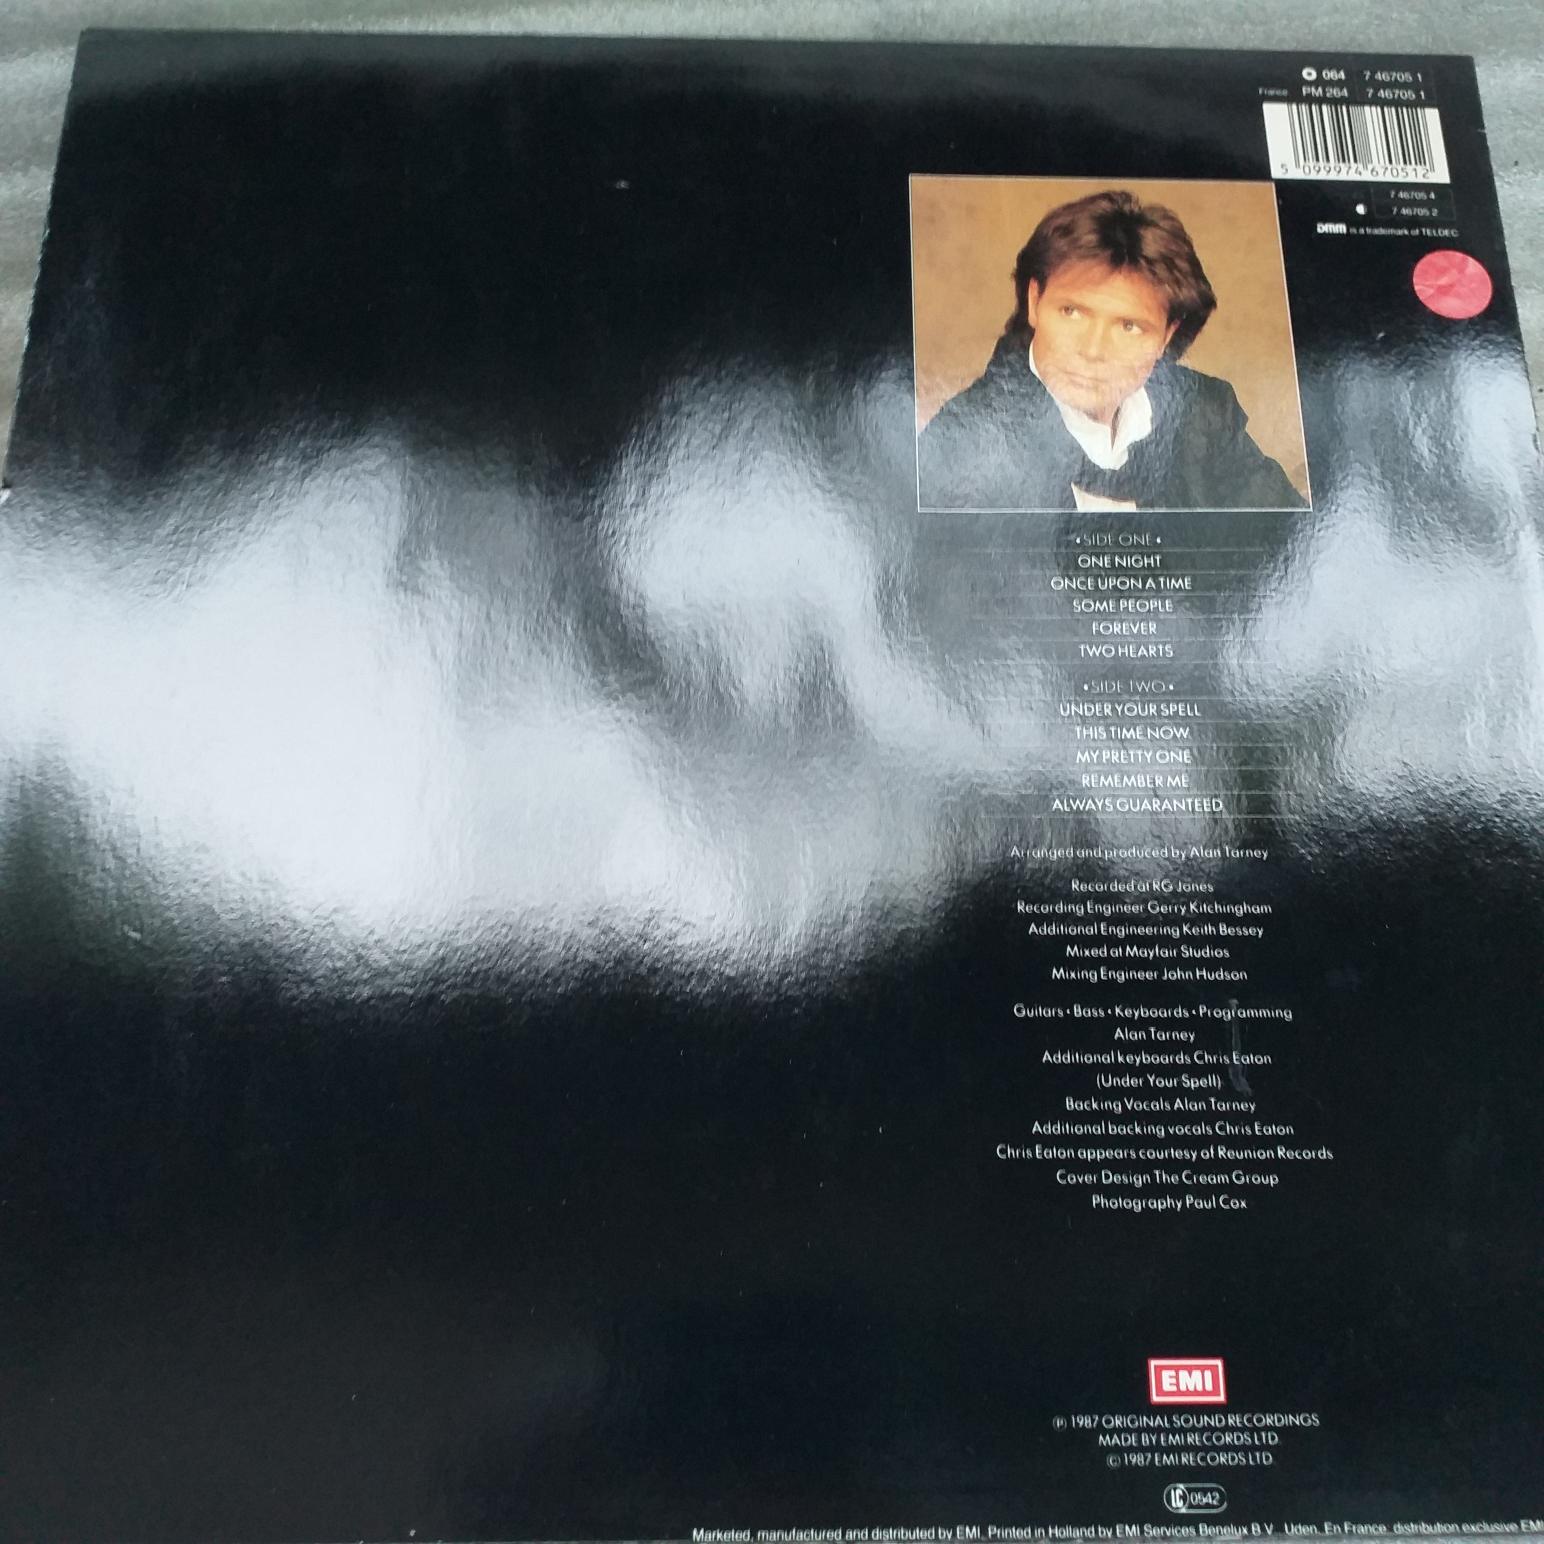 064 7 46705 1
France PM 264 7 46705 1
5 099974 670512
7 46705 4
7 46705 2
DMM is a trademark of TELDEC
•SIDE ONE•
ONE NIGHT
ONCE UPON A TIME
SOME PEOPLE
FOREVER
TWO HEARTS
•SIDE TWO•
UNDER YOUR SPELL
THIS TIME NOW
MY PRETTY ONE
REMEMBER ME
ALWAYS GUARANTEED
Arranged and produced by Alan Tarney
Recorded at RG Jones
Recording Engineer Gerry Kitchingham
Additional Engineering Keith Bessey
Mixed at Mayfair Studios
Mixing Engineer John Hudson
Guitars • Bass • Keyboards • Programming
Alan Tarney
Additional keyboards Chris Eaton
(Under Your Spell)
Backing Vocals Alan Tarney
Additional backing vocals Chris Eaton
Chris Eaton appears courtesy of Reunion Records
Cover Design The Cream Group
Photography Paul Cox
EMI
℗ 1987 ORIGINAL SOUND RECORDINGS
MADE BY EMI RECORDS LTD.
© 1987 EMI RECORDS LTD
LC 0542
Marketed, manufactured and distributed by EMI. Printed in Holland by EMI Services Benelux B.V. Uden. En France, distribution exclusive EMI